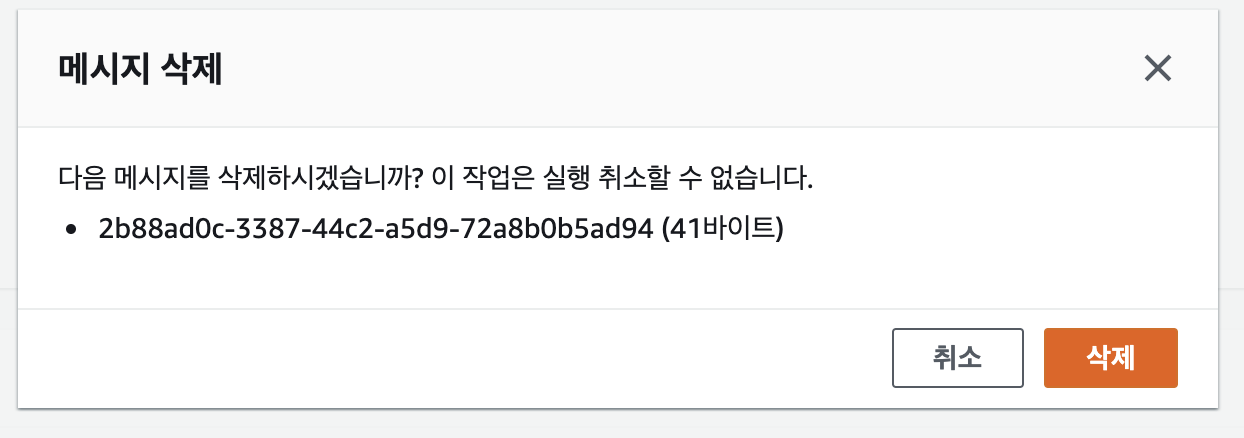 메시지 삭제
다음 메시지를 삭제하시겠습니까? 이 작업은 실행 취소할 수 없습니다.
• 2b88ad0c-3387-44c2-a5d9-72a8b0b5ad94 (41바이트)
취소
삭제